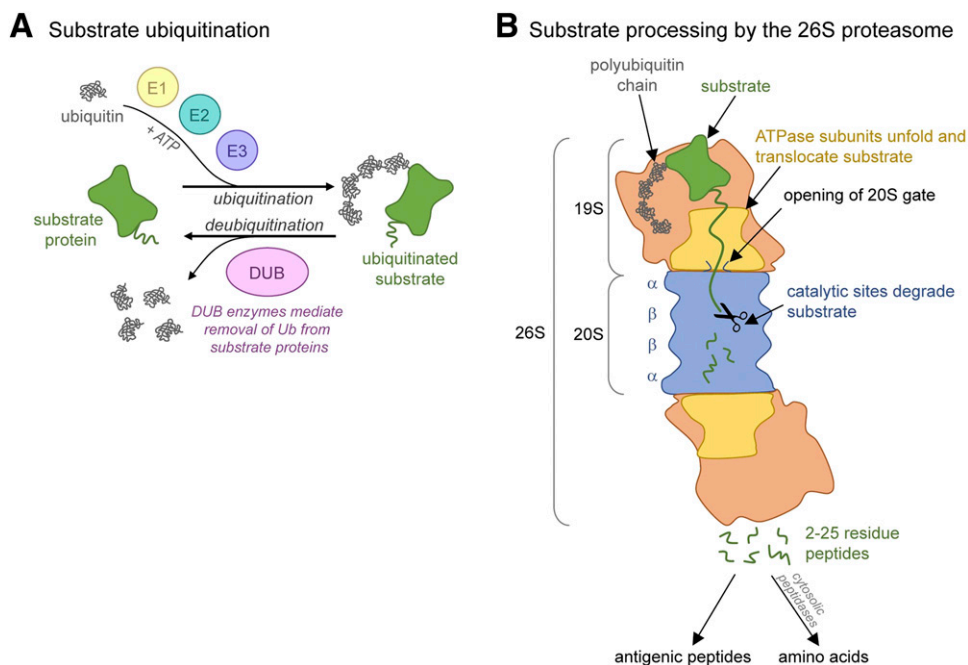 A Substrate ubiquitination
ubiquitin
E1
E2
E3
+ ATP
substrate
protein
ubiquitination
deubiquitination
ubiquitinated
substrate
DUB
DUB enzymes mediate
removal of Ub from
substrate proteins
B Substrate processing by the 26S proteasome
polyubiquitin
chain
substrate
ATPase subunits unfold and
translocate substrate
opening of 20S gate
19S
26S
20S
α
β
β
α
catalytic sites degrade
substrate
2-25 residue
peptides
cytosolic
peptidases
antigenic peptides
amino acids